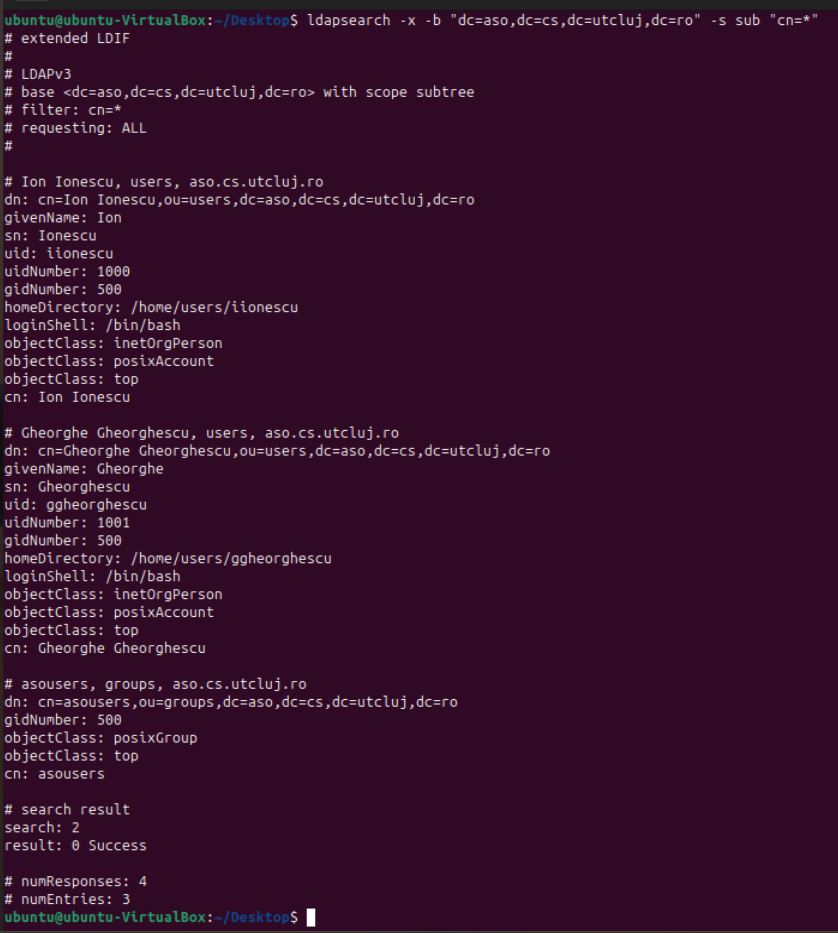 ubuntu@ubuntu-VirtualBox:~/Desktop$ ldapsearch -x -b "dc=aso,dc=cs,dc=utcluj,dc=ro" -s sub "cn=*"
# extended LDIF
#
# LDAPv3
# base <dc=aso,dc=cs,dc=utcluj,dc=ro> with scope subtree
# filter: cn=*
# requesting: ALL
#

# Ion Ionescu, users, aso.cs.utcluj.ro
dn: cn=Ion Ionescu,ou=users,dc=aso,dc=cs,dc=utcluj,dc=ro
givenName: Ion
sn: Ionescu
uid: iionescu
uidNumber: 1000
gidNumber: 500
homeDirectory: /home/users/iionescu
loginShell: /bin/bash
objectClass: inetOrgPerson
objectClass: posixAccount
objectClass: top
cn: Ion Ionescu

# Gheorghe Gheorghescu, users, aso.cs.utcluj.ro
dn: cn=Gheorghe Gheorghescu,ou=users,dc=aso,dc=cs,dc=utcluj,dc=ro
givenName: Gheorghe
sn: Gheorghescu
uid: ggheorghescu
uidNumber: 1001
gidNumber: 500
homeDirectory: /home/users/ggheorghescu
loginShell: /bin/bash
objectClass: inetOrgPerson
objectClass: posixAccount
objectClass: top
cn: Gheorghe Gheorghescu

# asousers, groups, aso.cs.utcluj.ro
dn: cn=asousers,ou=groups,dc=aso,dc=cs,dc=utcluj,dc=ro
gidNumber: 500
objectClass: posixGroup
objectClass: top
cn: asousers

# search result
search: 2
result: 0 Success

# numResponses: 4
# numEntries: 3
ubuntu@ubuntu-VirtualBox:~/Desktop$